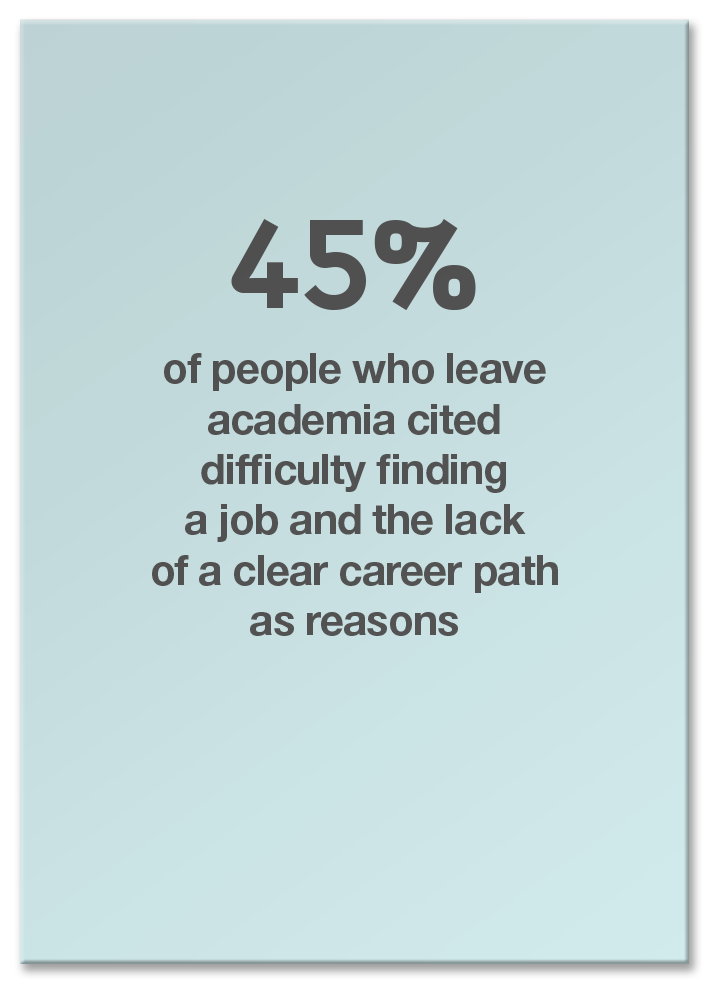 45%
of people who leave
academia cited
difficulty finding
a job and the lack
of a clear career path
as reasons